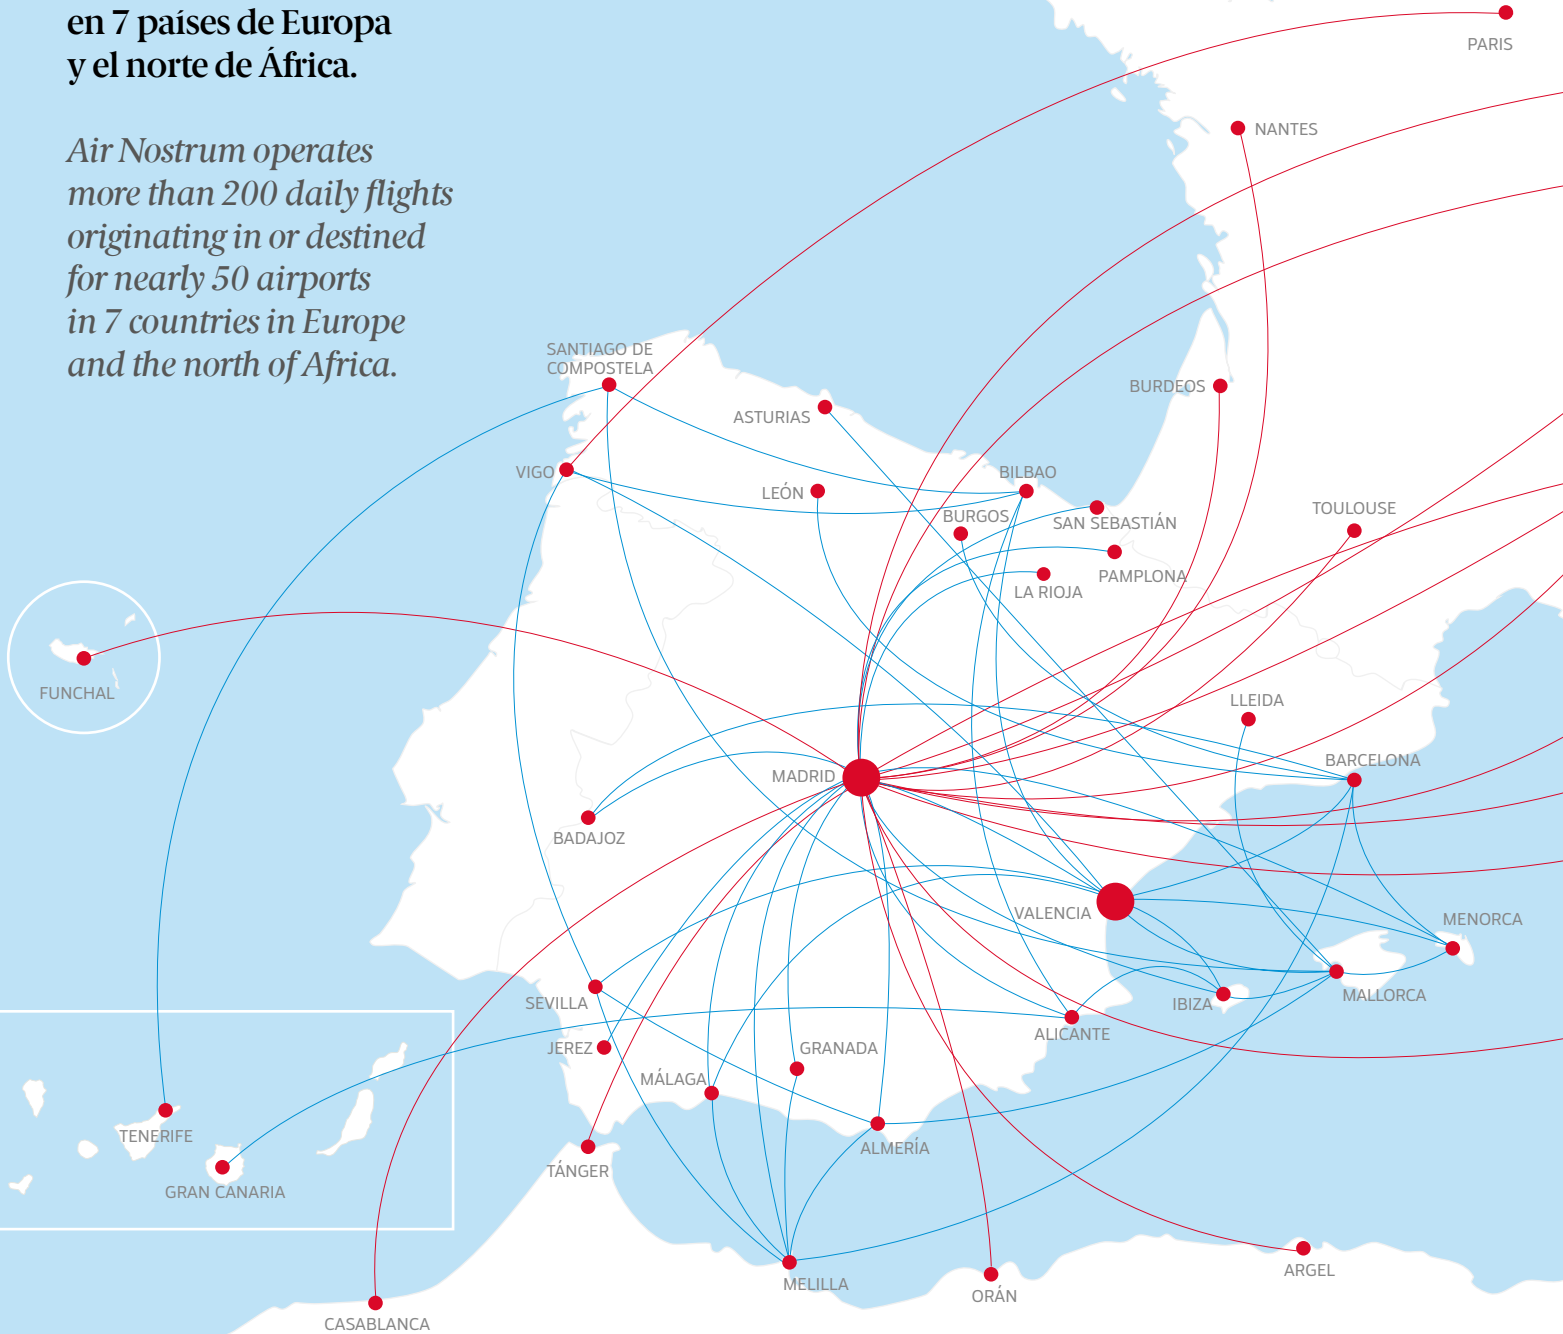 en 7 países de Europa
y el norte de África.
Air Nostrum operates
more than 200 daily flights
originating in or destined
for nearly 50 airports
in 7 countries in Europe
and the north of Africa.
PARIS
NANTES
SANTIAGO DE
COMPOSTELA
BURDEOS
ASTURIAS
VIGO
BILBAO
LEÓN
TOULOUSE
BURGOS
SAN SEBASTIÁN
PAMPLONA
LA RIOJA
FUNCHAL
LLEIDA
BARCELONA
MADRID
BADAJOZ
VALENCIA
MENORCA
MALLORCA
SEVILLA
IBIZA
ALICANTE
JEREZ
GRANADA
MÁLAGA
TENERIFE
ALMERÍA
TÁNGER
GRAN CANARIA
ARGEL
MELILLA
ORÁN
CASABLANCA